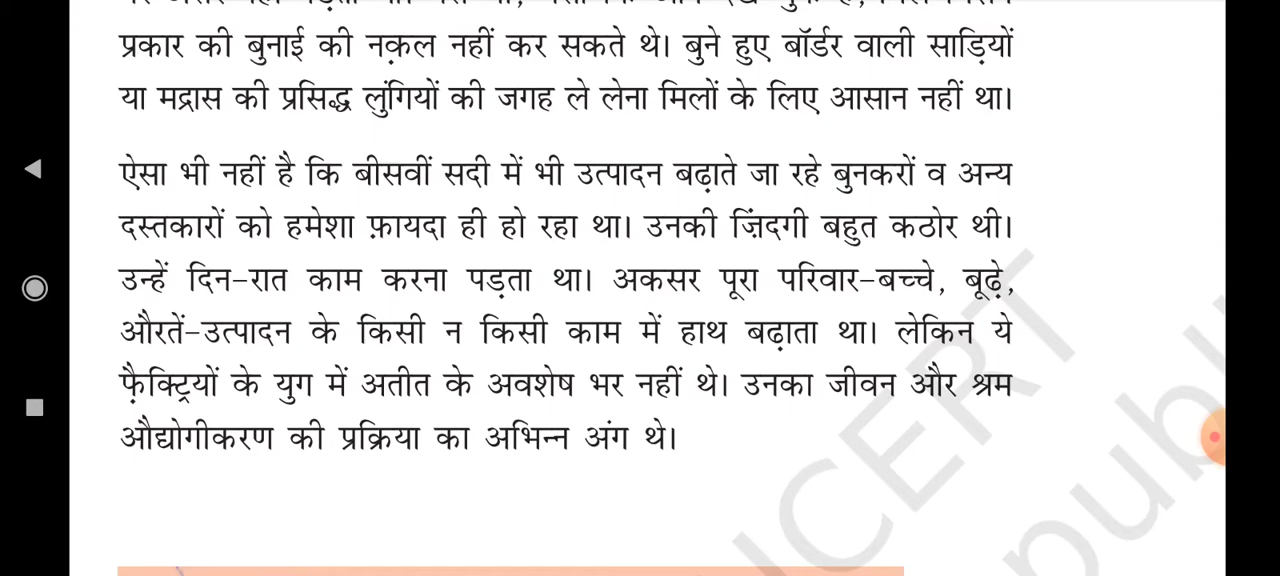 प्रकार की बुनाई की नक़ल नहीं कर सकते थे। बुने हुए बॉर्डर वाली साड़ियों
या मद्रास की प्रसिद्ध लुंगियों की जगह ले लेना मिलों के लिए आसान नहीं था।
ऐसा भी नहीं है कि बीसवीं सदी में भी उत्पादन बढ़ाते जा रहे बुनकरों व अन्य
दस्तकारों को हमेशा फ़ायदा ही हो रहा था। उनकी ज़िंदगी बहुत कठोर थी।
उन्हें दिन-रात काम करना पड़ता था। अकसर पूरा परिवार-बच्चे, बूढ़े,
औरतें-उत्पादन के किसी न किसी काम में हाथ बढ़ाता था। लेकिन ये
फ़ैक्ट्रियों के युग में अतीत के अवशेष भर नहीं थे। उनका जीवन और श्रम
औद्योगीकरण की प्रक्रिया का अभिन्न अंग थे।
NCERT
publ